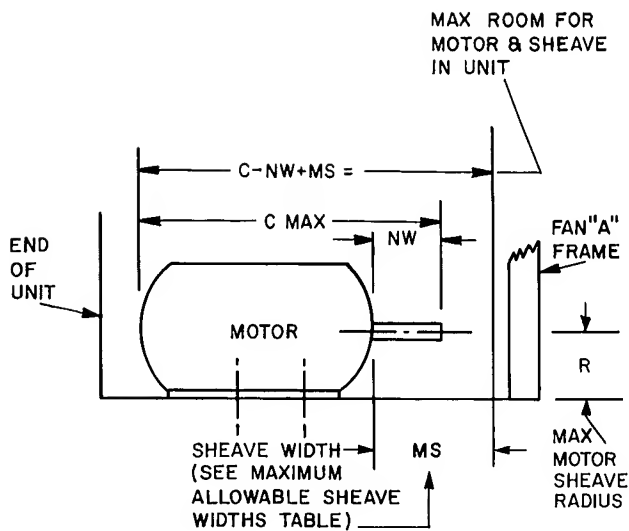 MAX ROOM FOR
MOTOR & SHEAVE
IN UNIT
C-NW+MS =
C MAX
NW
END
OF
UNIT
FAN"A"
FRAME
MOTOR
R
SHEAVE WIDTH
(SEE MAXIMUM
ALLOWABLE SHEAVE
WIDTHS TABLE)
MS
MAX
MOTOR
SHEAVE
RADIUS